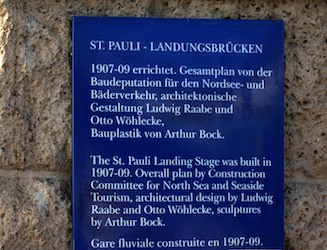 ST. PAULI - LANDUNGSBRÜCKEN
1907-09 errichtet. Gesamtplan von der
Baudeputation für den Nordsee- und
Bäderverkehr, architektonische
Gestaltung Ludwig Raabe und
Otto Wöhlecke,
Bauplastik von Arthur Bock.
The St. Pauli Landing Stage was built in
1907-09. Overall plan by Construction
Committee for North Sea and Seaside
Tourism, architectural design by Ludwig
Raabe and Otto Wöhlecke, sculptures
by Arthur Bock.
Gare fluviale construite en 1907-09.